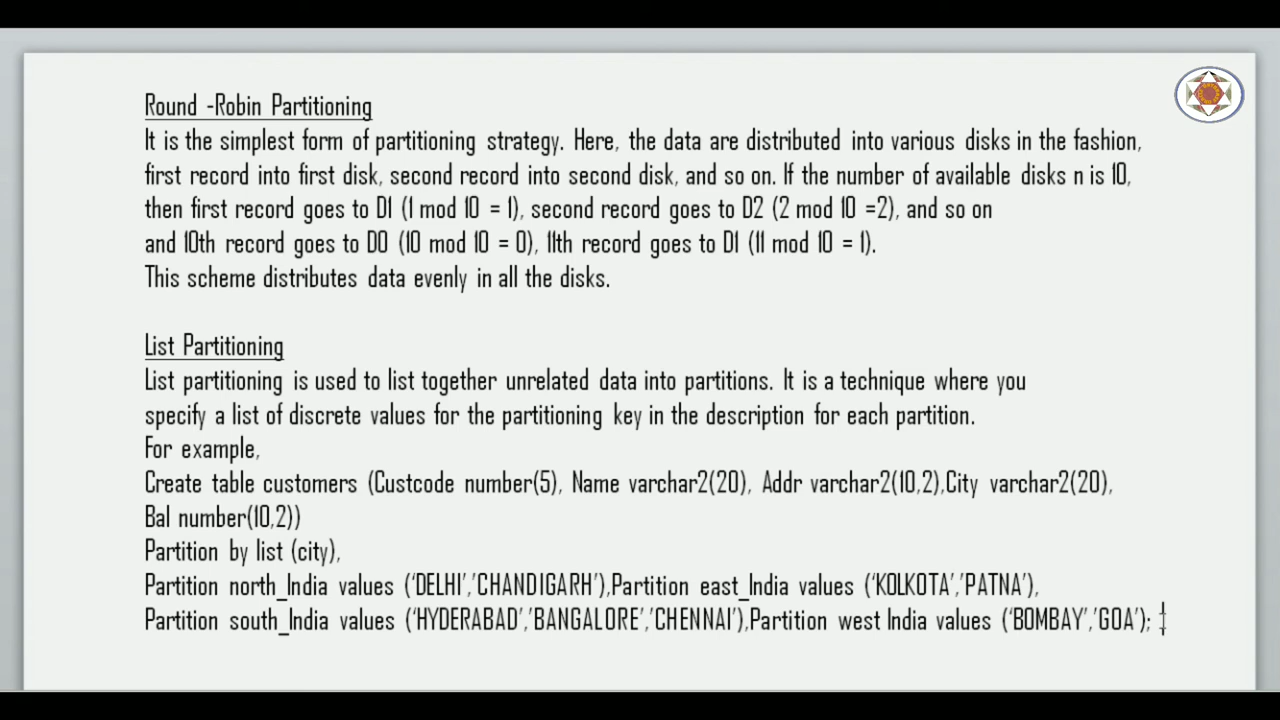 Round -Robin Partitioning
It is the simplest form of partitioning strategy. Here, the data are distributed into various disks in the fashion,
first record into first disk, second record into second disk, and so on. If the number of available disks n is 10,
then first record goes to D1 (1 mod 10 = 1), second record goes to D2 (2 mod 10 =2), and so on
and 10th record goes to D0 (10 mod 10 = 0), 11th record goes to D1 (11 mod 10 = 1).
This scheme distributes data evenly in all the disks.
List Partitioning
List partitioning is used to list together unrelated data into partitions. It is a technique where you
specify a list of discrete values for the partitioning key in the description for each partition.
For example,
Create table customers (Custcode number(5), Name varchar2(20), Addr varchar2(10,2),City varchar2(20),
Bal number(10,2))
Partition by list (city),
Partition north_India values ('DELHI','CHANDIGARH'),Partition east_India values ('KOLKOTA','PATNA'),
Partition south_India values ('HYDERABAD','BANGALORE','CHENNAI'),Partition west India values ('BOMBAY','GOA');